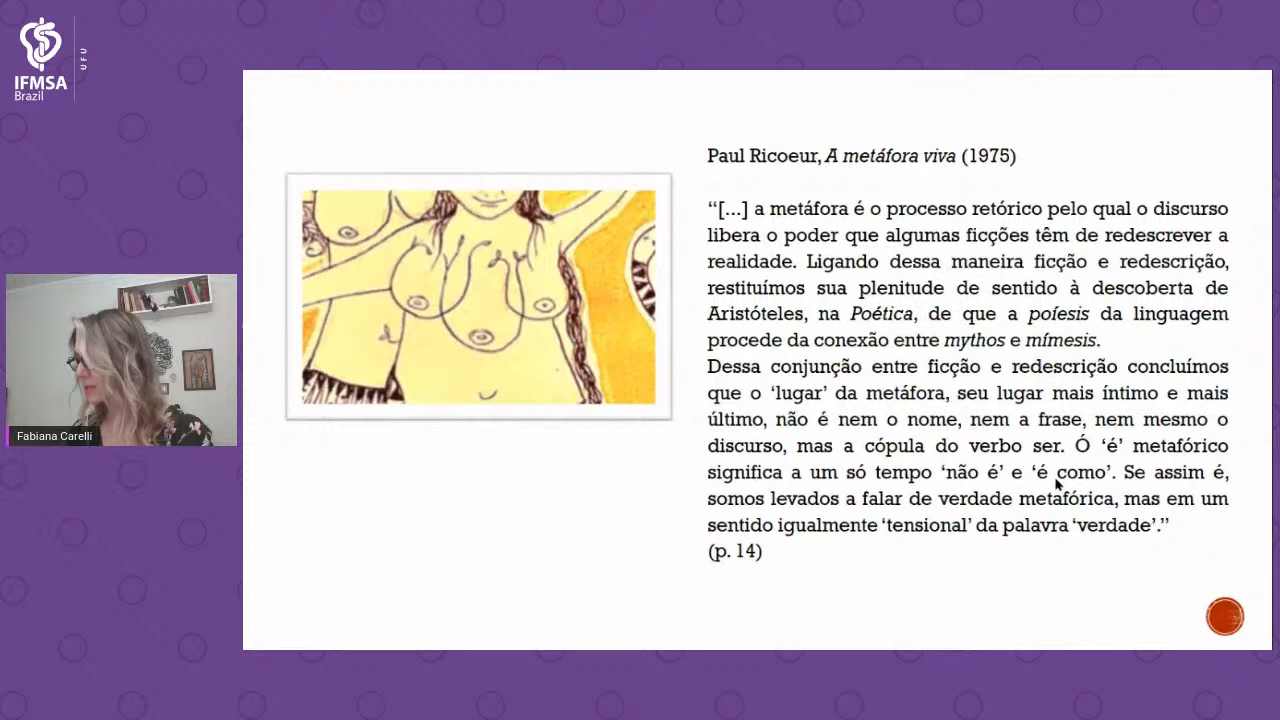 IFMSA
Brazil
UFU
Paul Ricoeur, A metáfora viva (1975)
“[...] a metáfora é o processo retórico pelo qual o discurso
libera o poder que algumas ficções têm de redescrever a
realidade. Ligando dessa maneira ficção e redescrição,
restituímos sua plenitude de sentido à descoberta de
Aristóteles, na Poética, de que a poíesis da linguagem
procede da conexão entre mythos e mímesis.
Dessa conjunção entre ficção e redescrição concluímos
que o ‘lugar’ da metáfora, seu lugar mais íntimo e mais
último, não é nem o nome, nem a frase, nem mesmo o
discurso, mas a cópula do verbo ser. Ó ‘é’ metafórico
significa a um só tempo ‘não é’ e ‘é como’. Se assim é,
somos levados a falar de verdade metafórica, mas em um
sentido igualmente ‘tensional’ da palavra ‘verdade’.”
(p. 14)
Fabiana Carelli